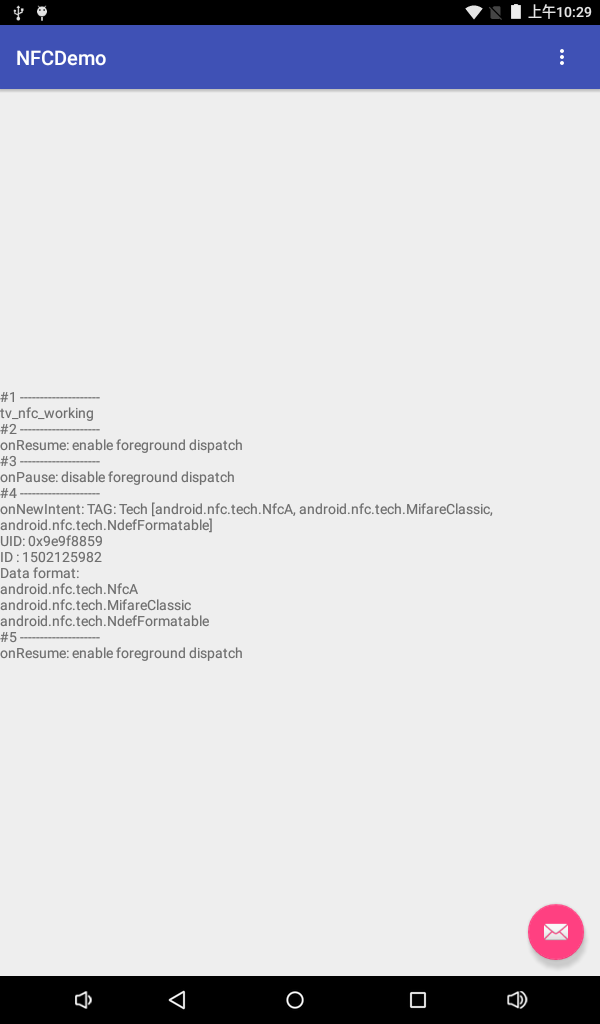 上午10:29
NFCDemo
#1 --------------------
tv_nfc_working
#2 --------------------
onResume: enable foreground dispatch
#3 --------------------
onPause: disable foreground dispatch
#4 --------------------
onNewIntent: TAG: Tech [android.nfc.tech.NfcA, android.nfc.tech.MifareClassic,
android.nfc.tech.NdefFormatable]
UID: 0x9e9f8859
ID : 1502125982
Data format:
android.nfc.tech.NfcA
android.nfc.tech.MifareClassic
android.nfc.tech.NdefFormatable
#5 --------------------
onResume: enable foreground dispatch